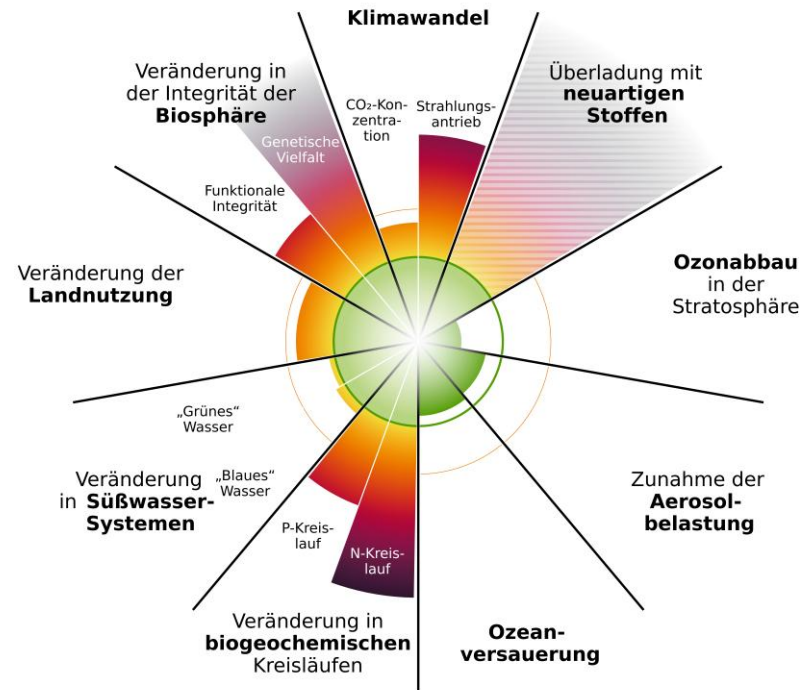 Klimawandel
Veränderung in
der Integrität der
Biosphäre
Genetische
Vielfalt
Funktionale
Integrität
CO₂-Kon-
zentra-
tion
Strahlungs-
antrieb
Überladung mit
neuartigen
Stoffen
Ozonabbau
in der
Stratosphäre
Veränderung der
Landnutzung
„Grünes“
Wasser
Veränderung
in Süßwasser-
Systemen
„Blaues“
Wasser
P-Kreis-
lauf
N-Kreis-
lauf
Veränderung in
biogeochemischen
Kreisläufen
Ozean-
versauerung
Zunahme der
Aerosol-
belastung